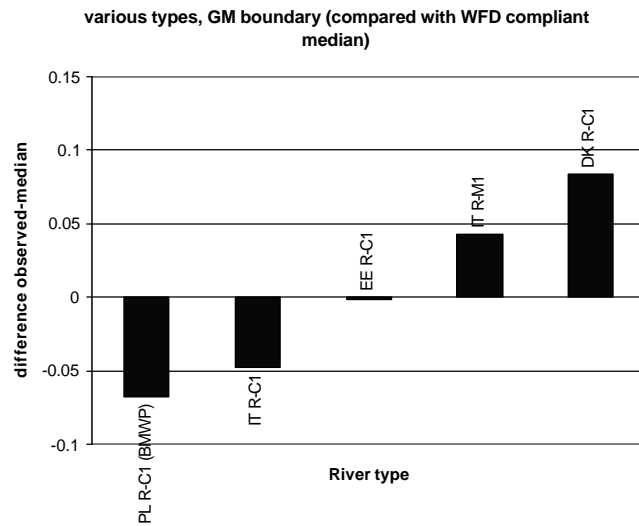 various types, GM boundary (compared with WFD compliant
median)
0.15
0.1
0.05
0
-0.05
-0.1
difference observed-median
PL R-C1 (BMWP)
IT R-C1
EE R-C1
IT R-M1
DK R-C1
River type